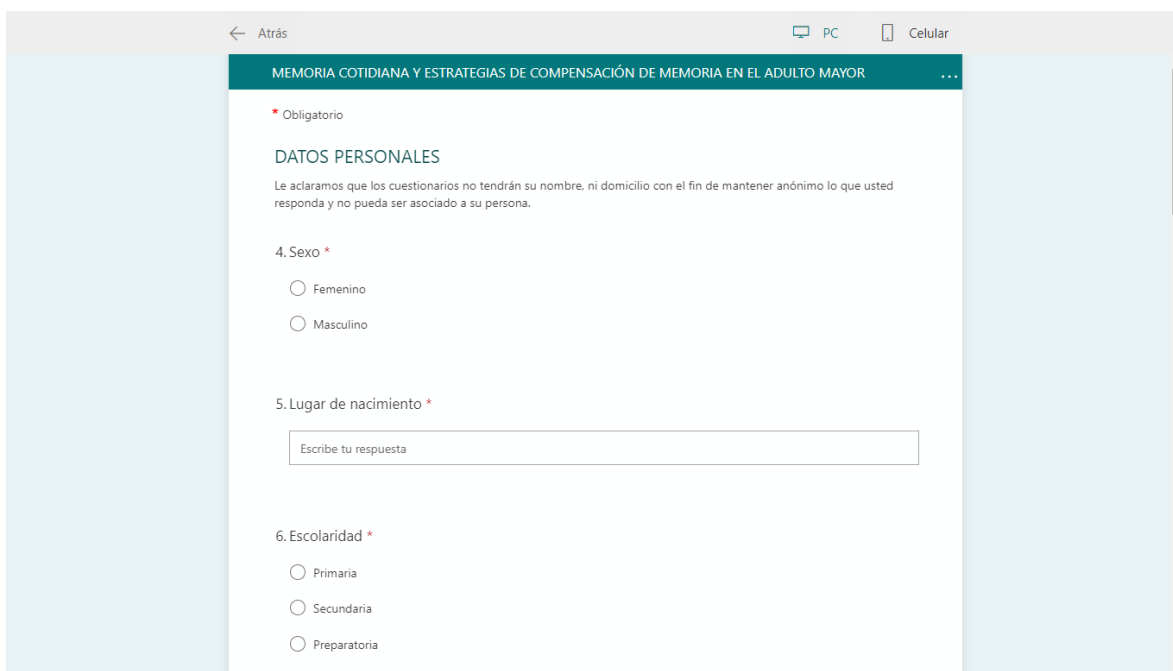 Atrás
PC
Celular
MEMORIA COTIDIANA Y ESTRATEGIAS DE COMPENSACIÓN DE MEMORIA EN EL ADULTO MAYOR ...
* Obligatorio
DATOS PERSONALES
Le aclaramos que los cuestionarios no tendrán su nombre, ni domicilio con el fin de mantener anónimo lo que usted
responda y no pueda ser asociado a su persona.
4. Sexo *
Femenino
Masculino
5. Lugar de nacimiento *
Escribe tu respuesta
6. Escolaridad *
Primaria
Secundaria
Preparatoria